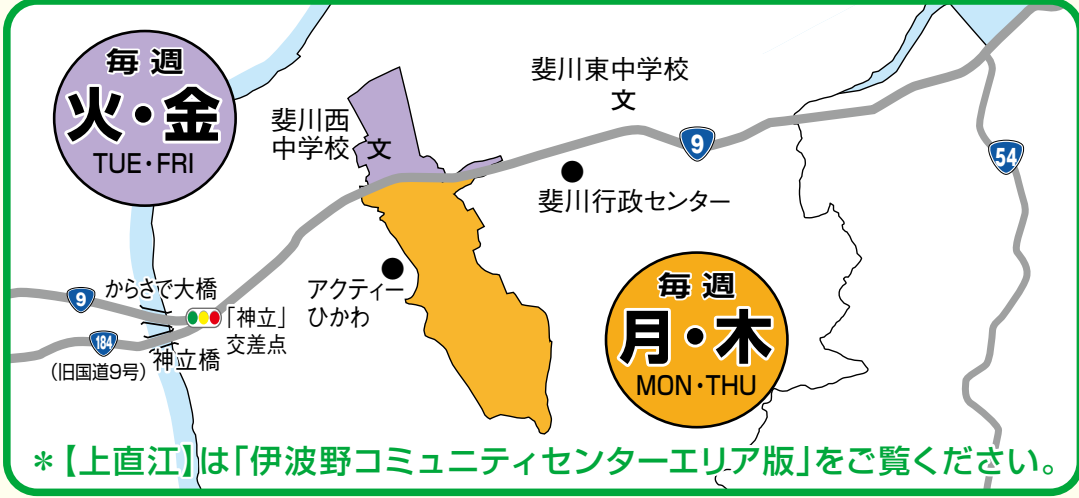 毎週
火・金
TUE・FRI
斐川西
中学校
文
斐川東中学校
文
9
54
斐川行政センター
アクティー
ひかわ
毎週
月・木
MON・THU
9
からさで大橋
「神立」
交差点
184
(旧国道9号)
神立橋
＊【上直江】は「伊波野コミュニティセンターエリア版」をご覧ください。